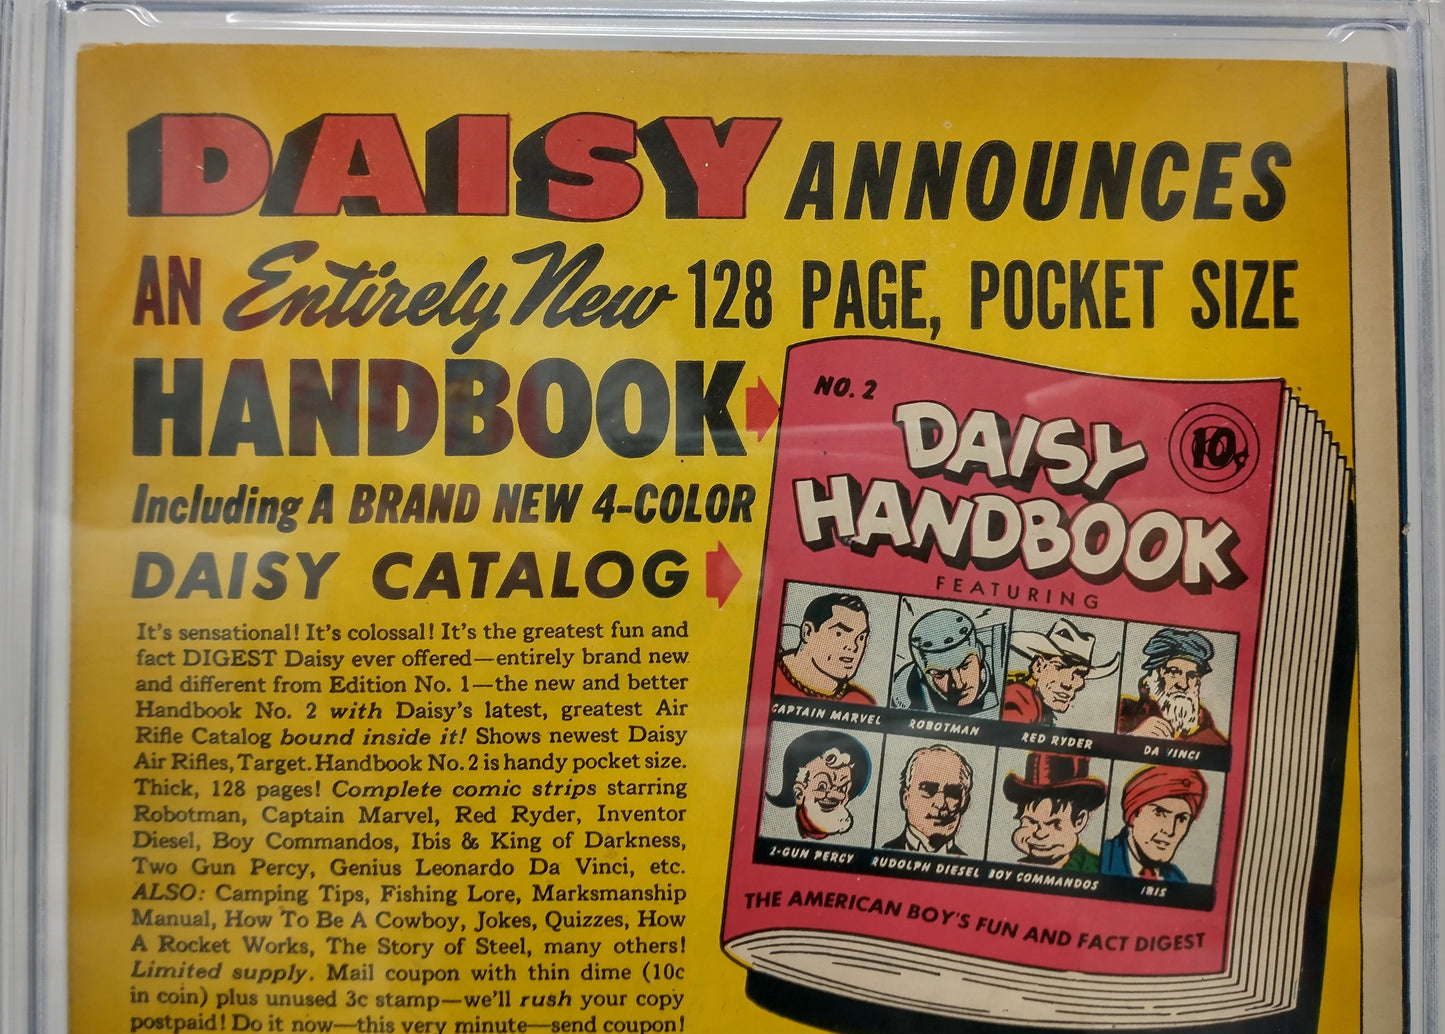 DAISY ANNOUNCES
AN Entirely New 128 PAGE, POCKET SIZE
HANDBOOK
Including A BRAND NEW 4-COLOR
DAISY CATALOG
It's sensational! It's colossal! It's the greatest fun and
fact DIGEST Daisy ever offered—entirely brand new
and different from Edition No. 1—the new and better
Handbook No. 2 with Daisy's latest, greatest Air
Rifle Catalog bound inside it! Shows newest Daisy
Air Rifles, Target. Handbook No. 2 is handy pocket size.
Thick, 128 pages! Complete comic strips starring
Robotman, Captain Marvel, Red Ryder, Inventor
Diesel, Boy Commandos, Ibis & King of Darkness,
Two Gun Percy, Genius Leonardo Da Vinci, etc.
ALSO: Camping Tips, Fishing Lore, Marksmanship
Manual, How To Be A Cowboy, Jokes, Quizzes, How
A Rocket Works, The Story of Steel, many others!
Limited supply. Mail coupon with thin dime (10c
in coin) plus unused 3c stamp—we'll rush your copy
postpaid! Do it now—this very minute—send coupon!
NO. 2
10¢
DAISY
HANDBOOK
FEATURING
CAPTAIN MARVEL ROBOTMAN RED RYDER DA VINCI
2-GUN PERCY RUDOLPH DIESEL BOY COMMANDOS IBIS
THE AMERICAN BOY'S FUN AND FACT DIGEST